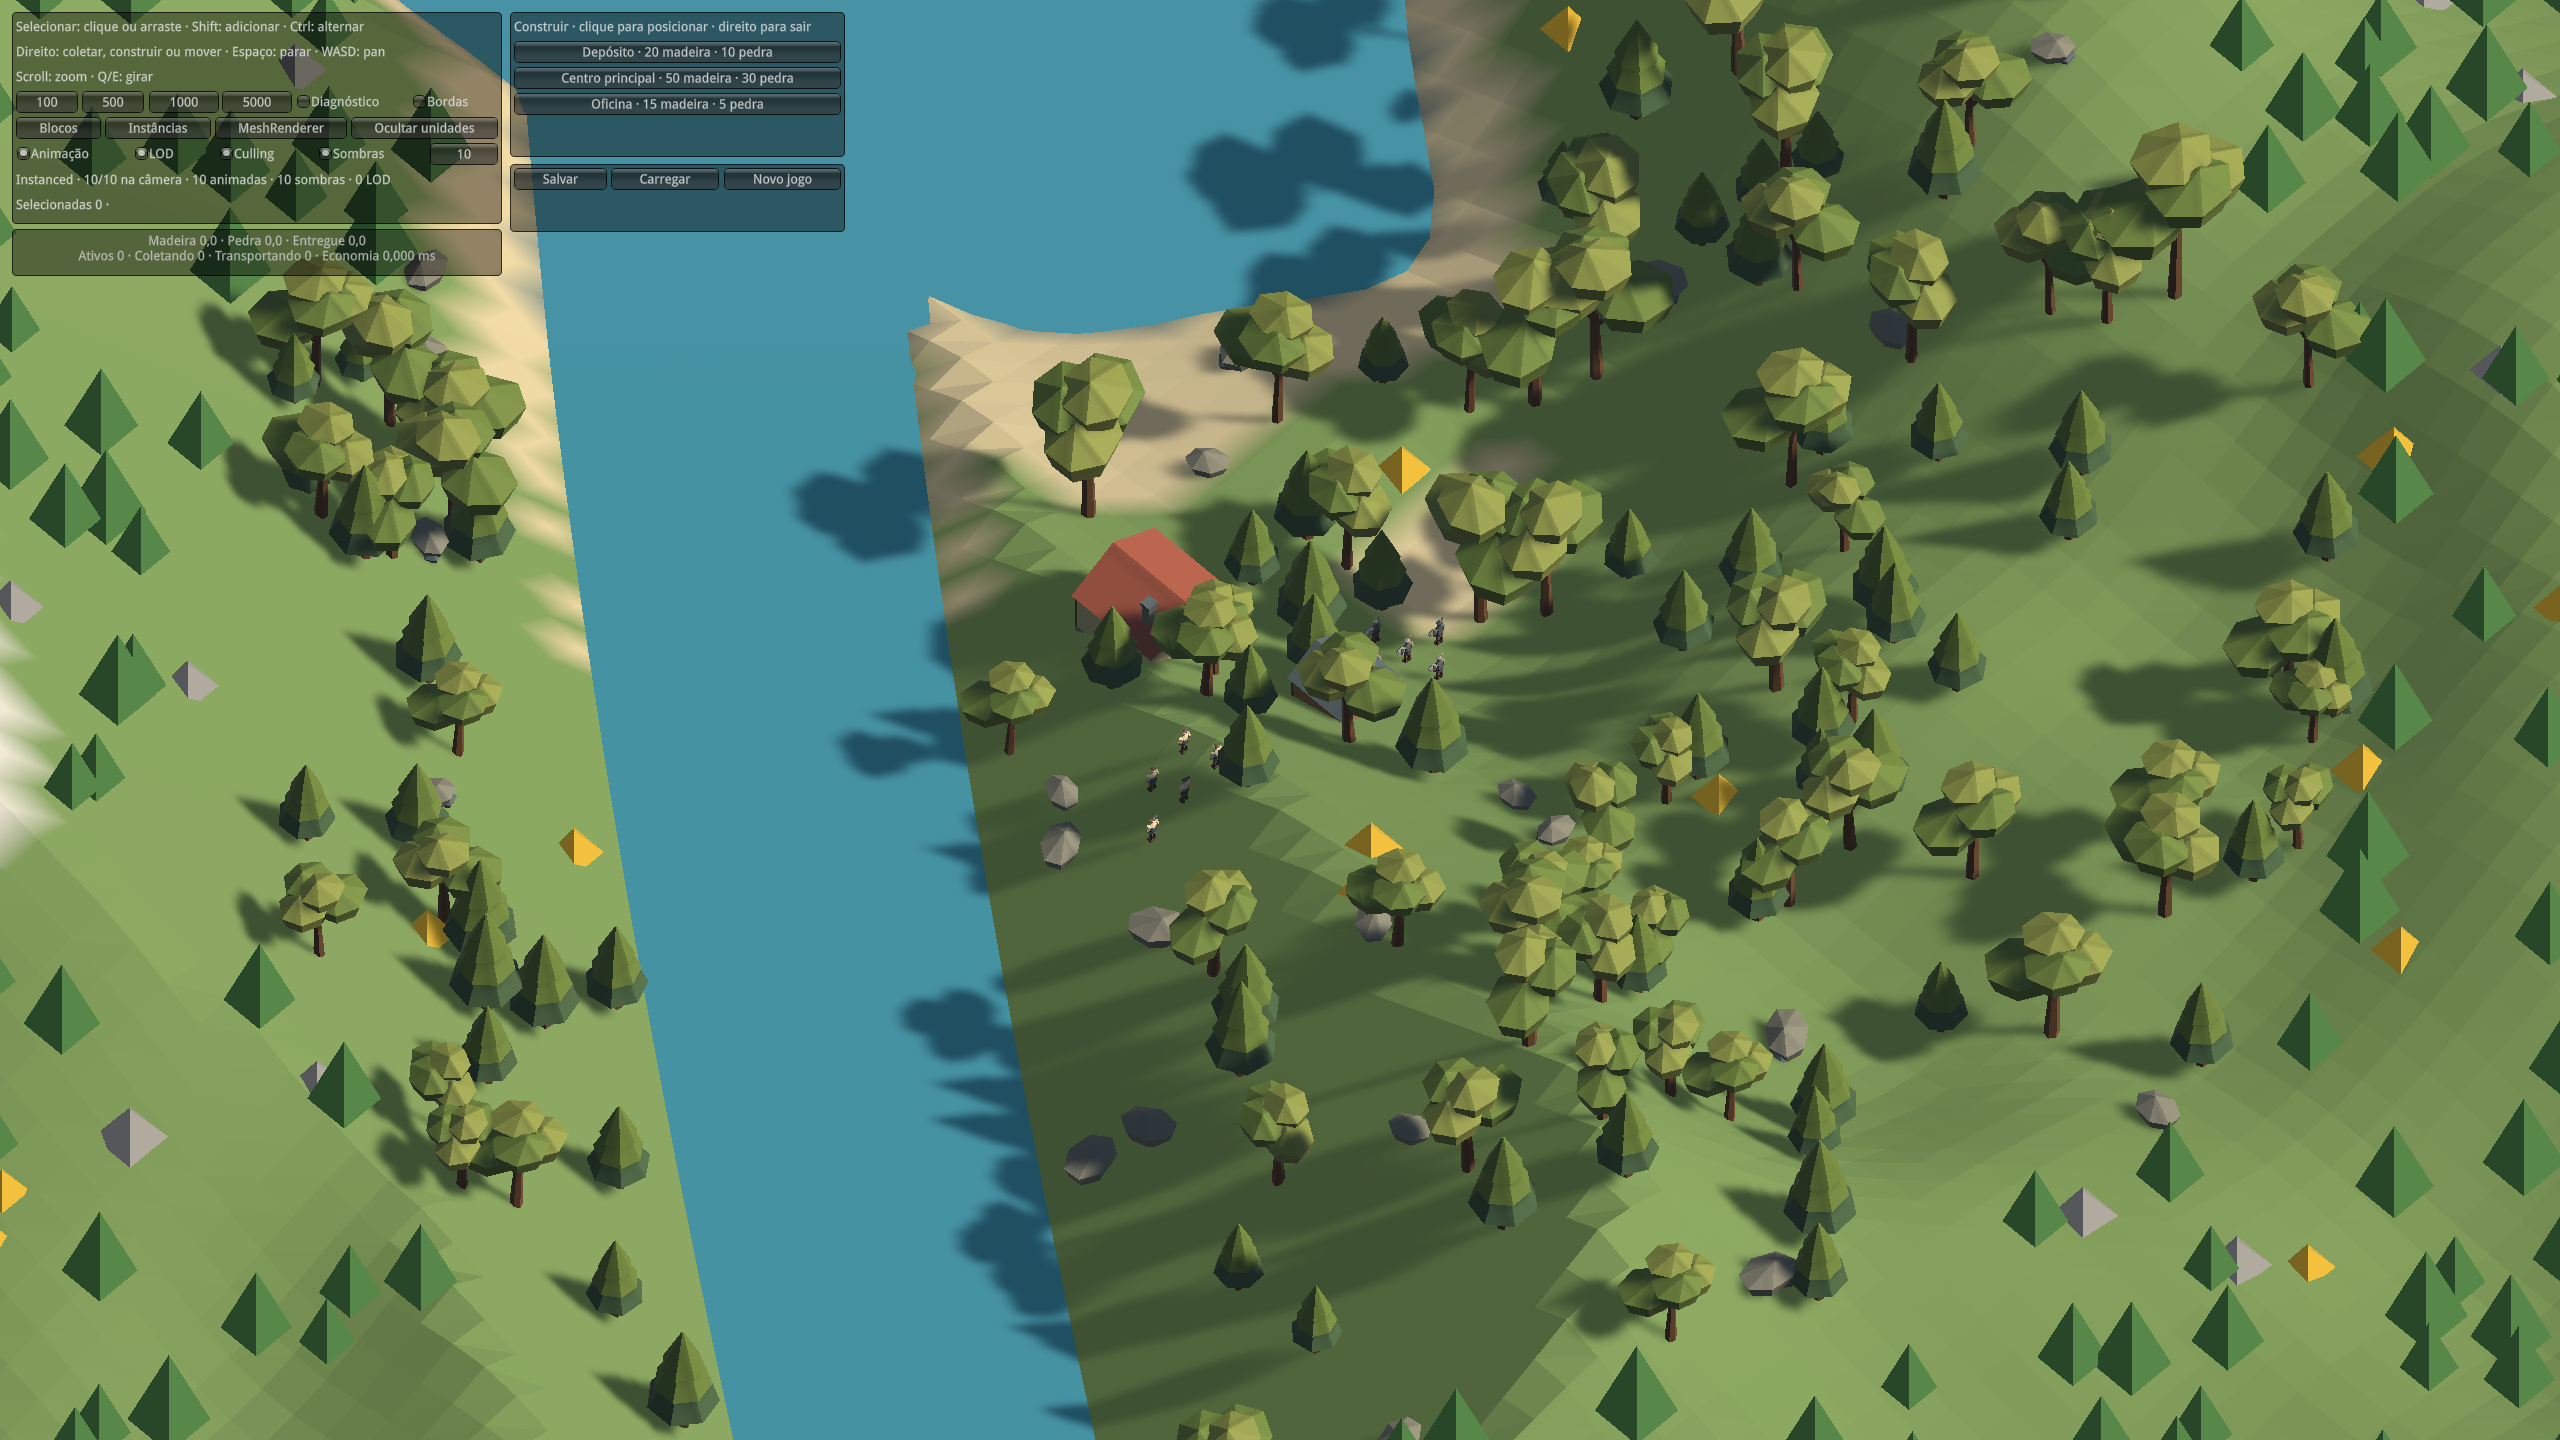 Selecionar: clique ou arraste · Shift: adicionar · Ctrl: alternar
Direito: coletar, construir ou mover · Espaço: parar · WASD: pan
Scroll: zoom · Q/E: girar
100 500 1000 5000 Diagnóstico Bordas
Blocos Instâncias MeshRenderer Ocultar unidades
Animação LOD Culling Sombras 10
Instanced · 10/10 na câmera · 10 animadas · 10 sombras · 0 LOD
Selecionadas 0 ·
Madeira 0,0 · Pedra 0,0 · Entregue 0,0
Ativos 0 · Coletando 0 · Transportando 0 · Economia 0,000 ms
Construir · clique para posicionar · direito para sair
Depósito · 20 madeira · 10 pedra
Centro principal · 50 madeira · 30 pedra
Oficina · 15 madeira · 5 pedra
Salvar Carregar Novo jogo